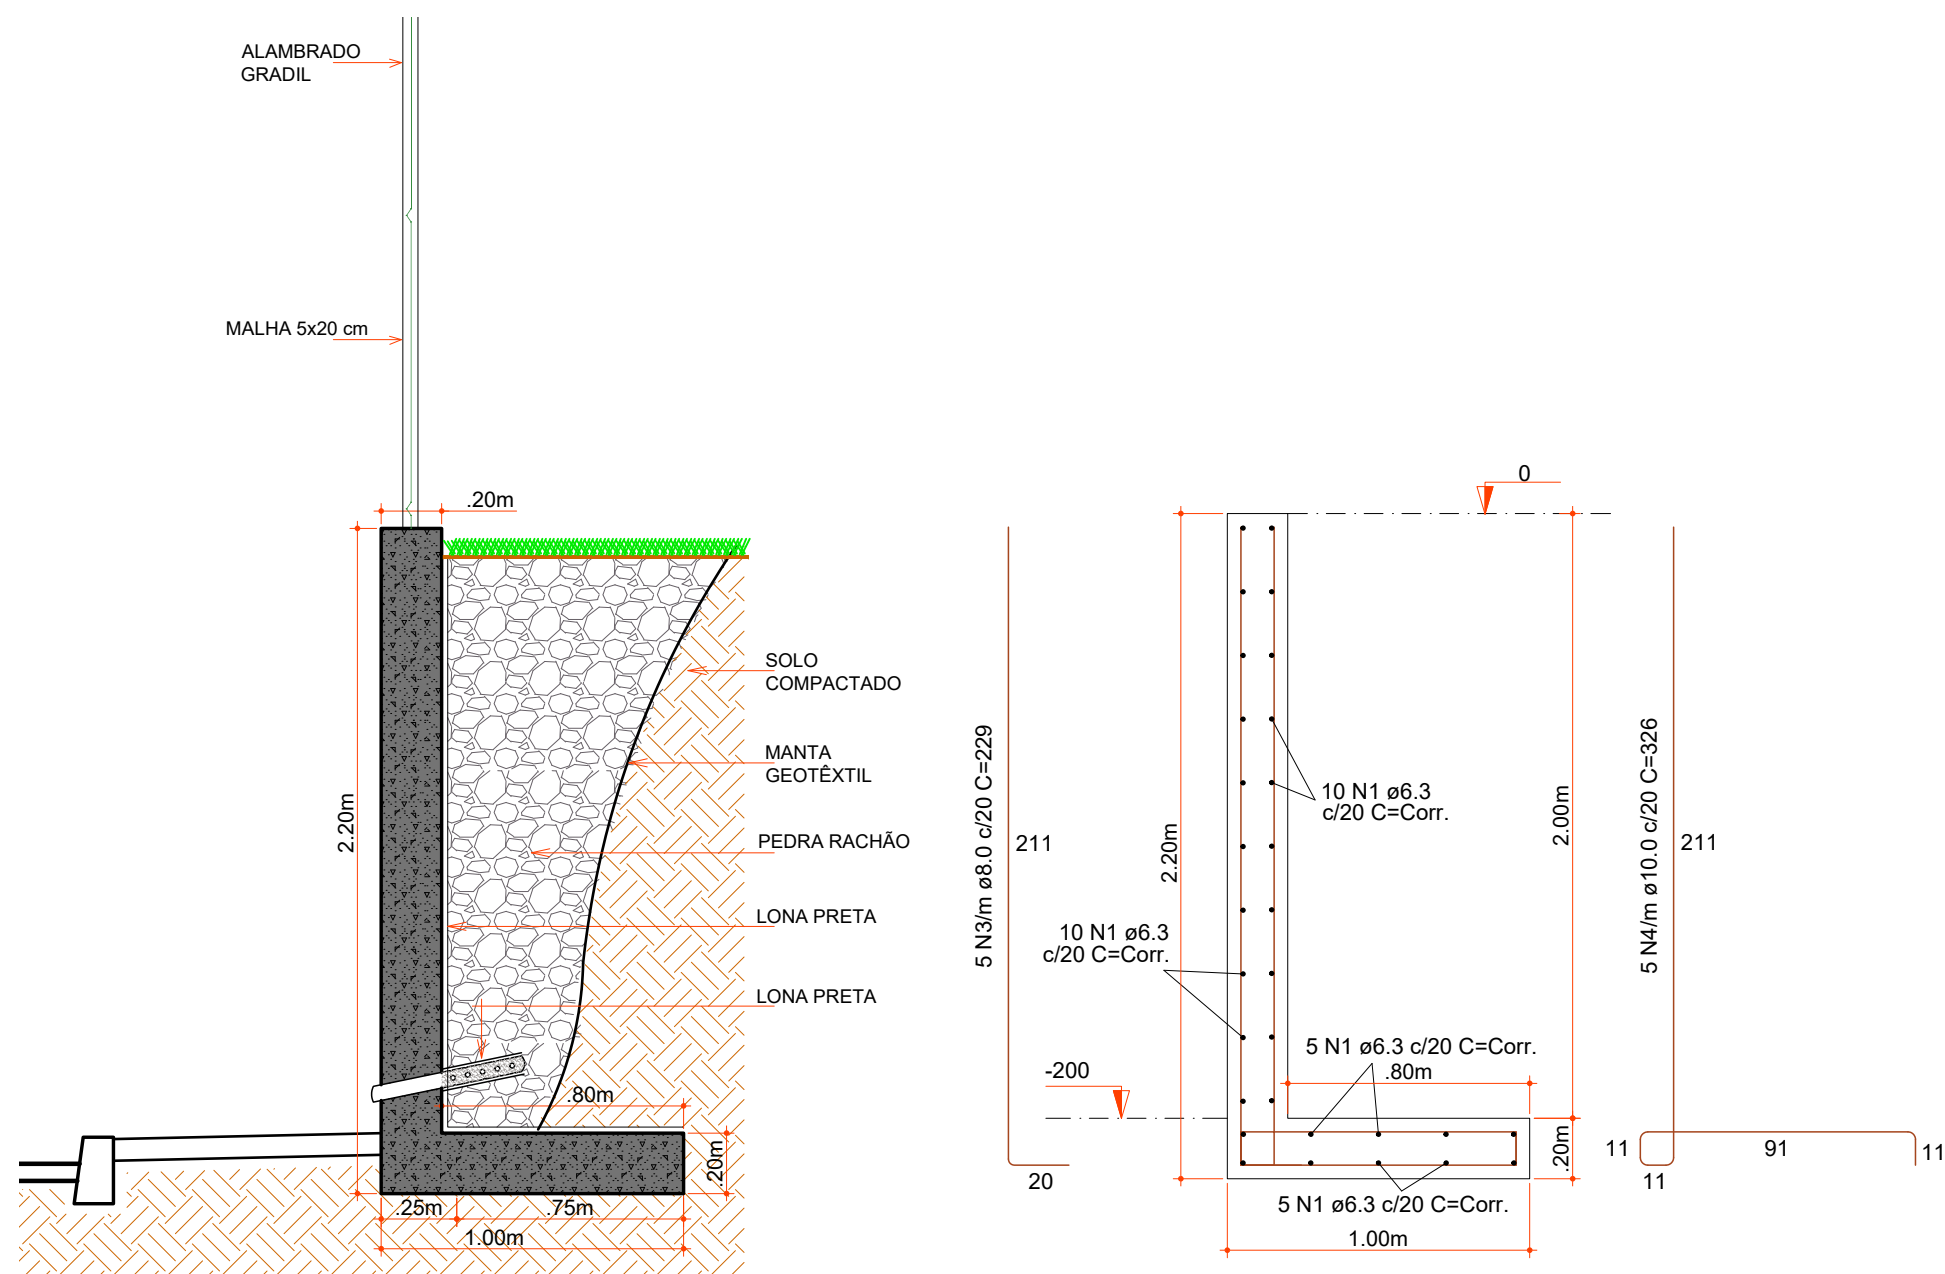 ALAMBRADO
GRADIL
MALHA 5x20 cm
.20m
2.20m
SOLO
COMPACTADO
MANTA
GEOTÊXTIL
PEDRA RACHÃO
LONA PRETA
LONA PRETA
.80m
.20m
.25m
.75m
1.00m
5 N3/m ø8.0 c/20 C=229
211
20
0
2.20m
10 N1 ø6.3
c/20 C=Corr.
2.00m
10 N1 ø6.3
c/20 C=Corr.
5 N1 ø6.3 c/20 C=Corr.
.80m
-200
.20m
5 N1 ø6.3 c/20 C=Corr.
1.00m
5 N4/m ø10.0 c/20 C=326
211
11
91
11
11